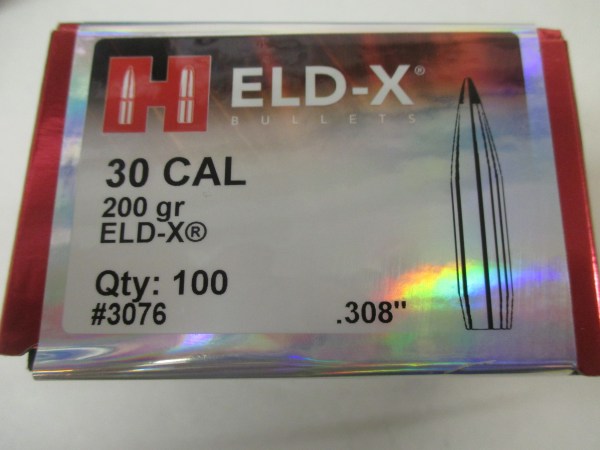 H ELD-X®
BULLETS
30 CAL
200 gr
ELD-X®
Qty: 100
#3076
.308"